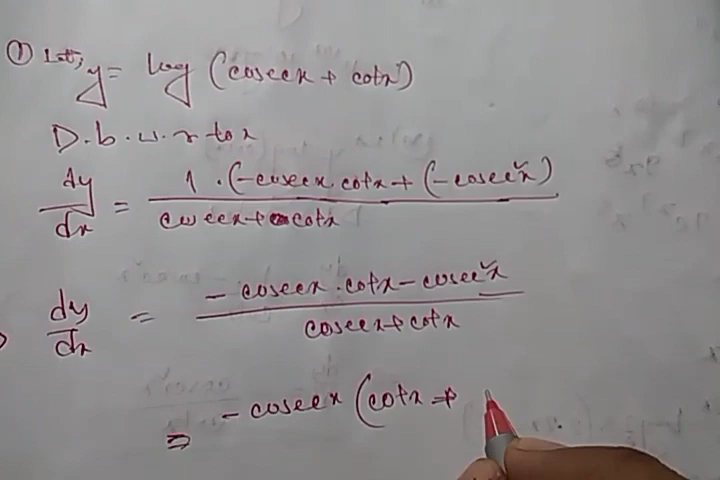 ① Let, y = log (cosecx + cotx)
D.b.w.r to x
dy/dx = 1 . (-cosecx.cotx + (-cosec²x) / cosecx + cotx
dy/dx = -cosecx.cotx - cosec²x / cosecx + cotx
= -cosecx (cotx +